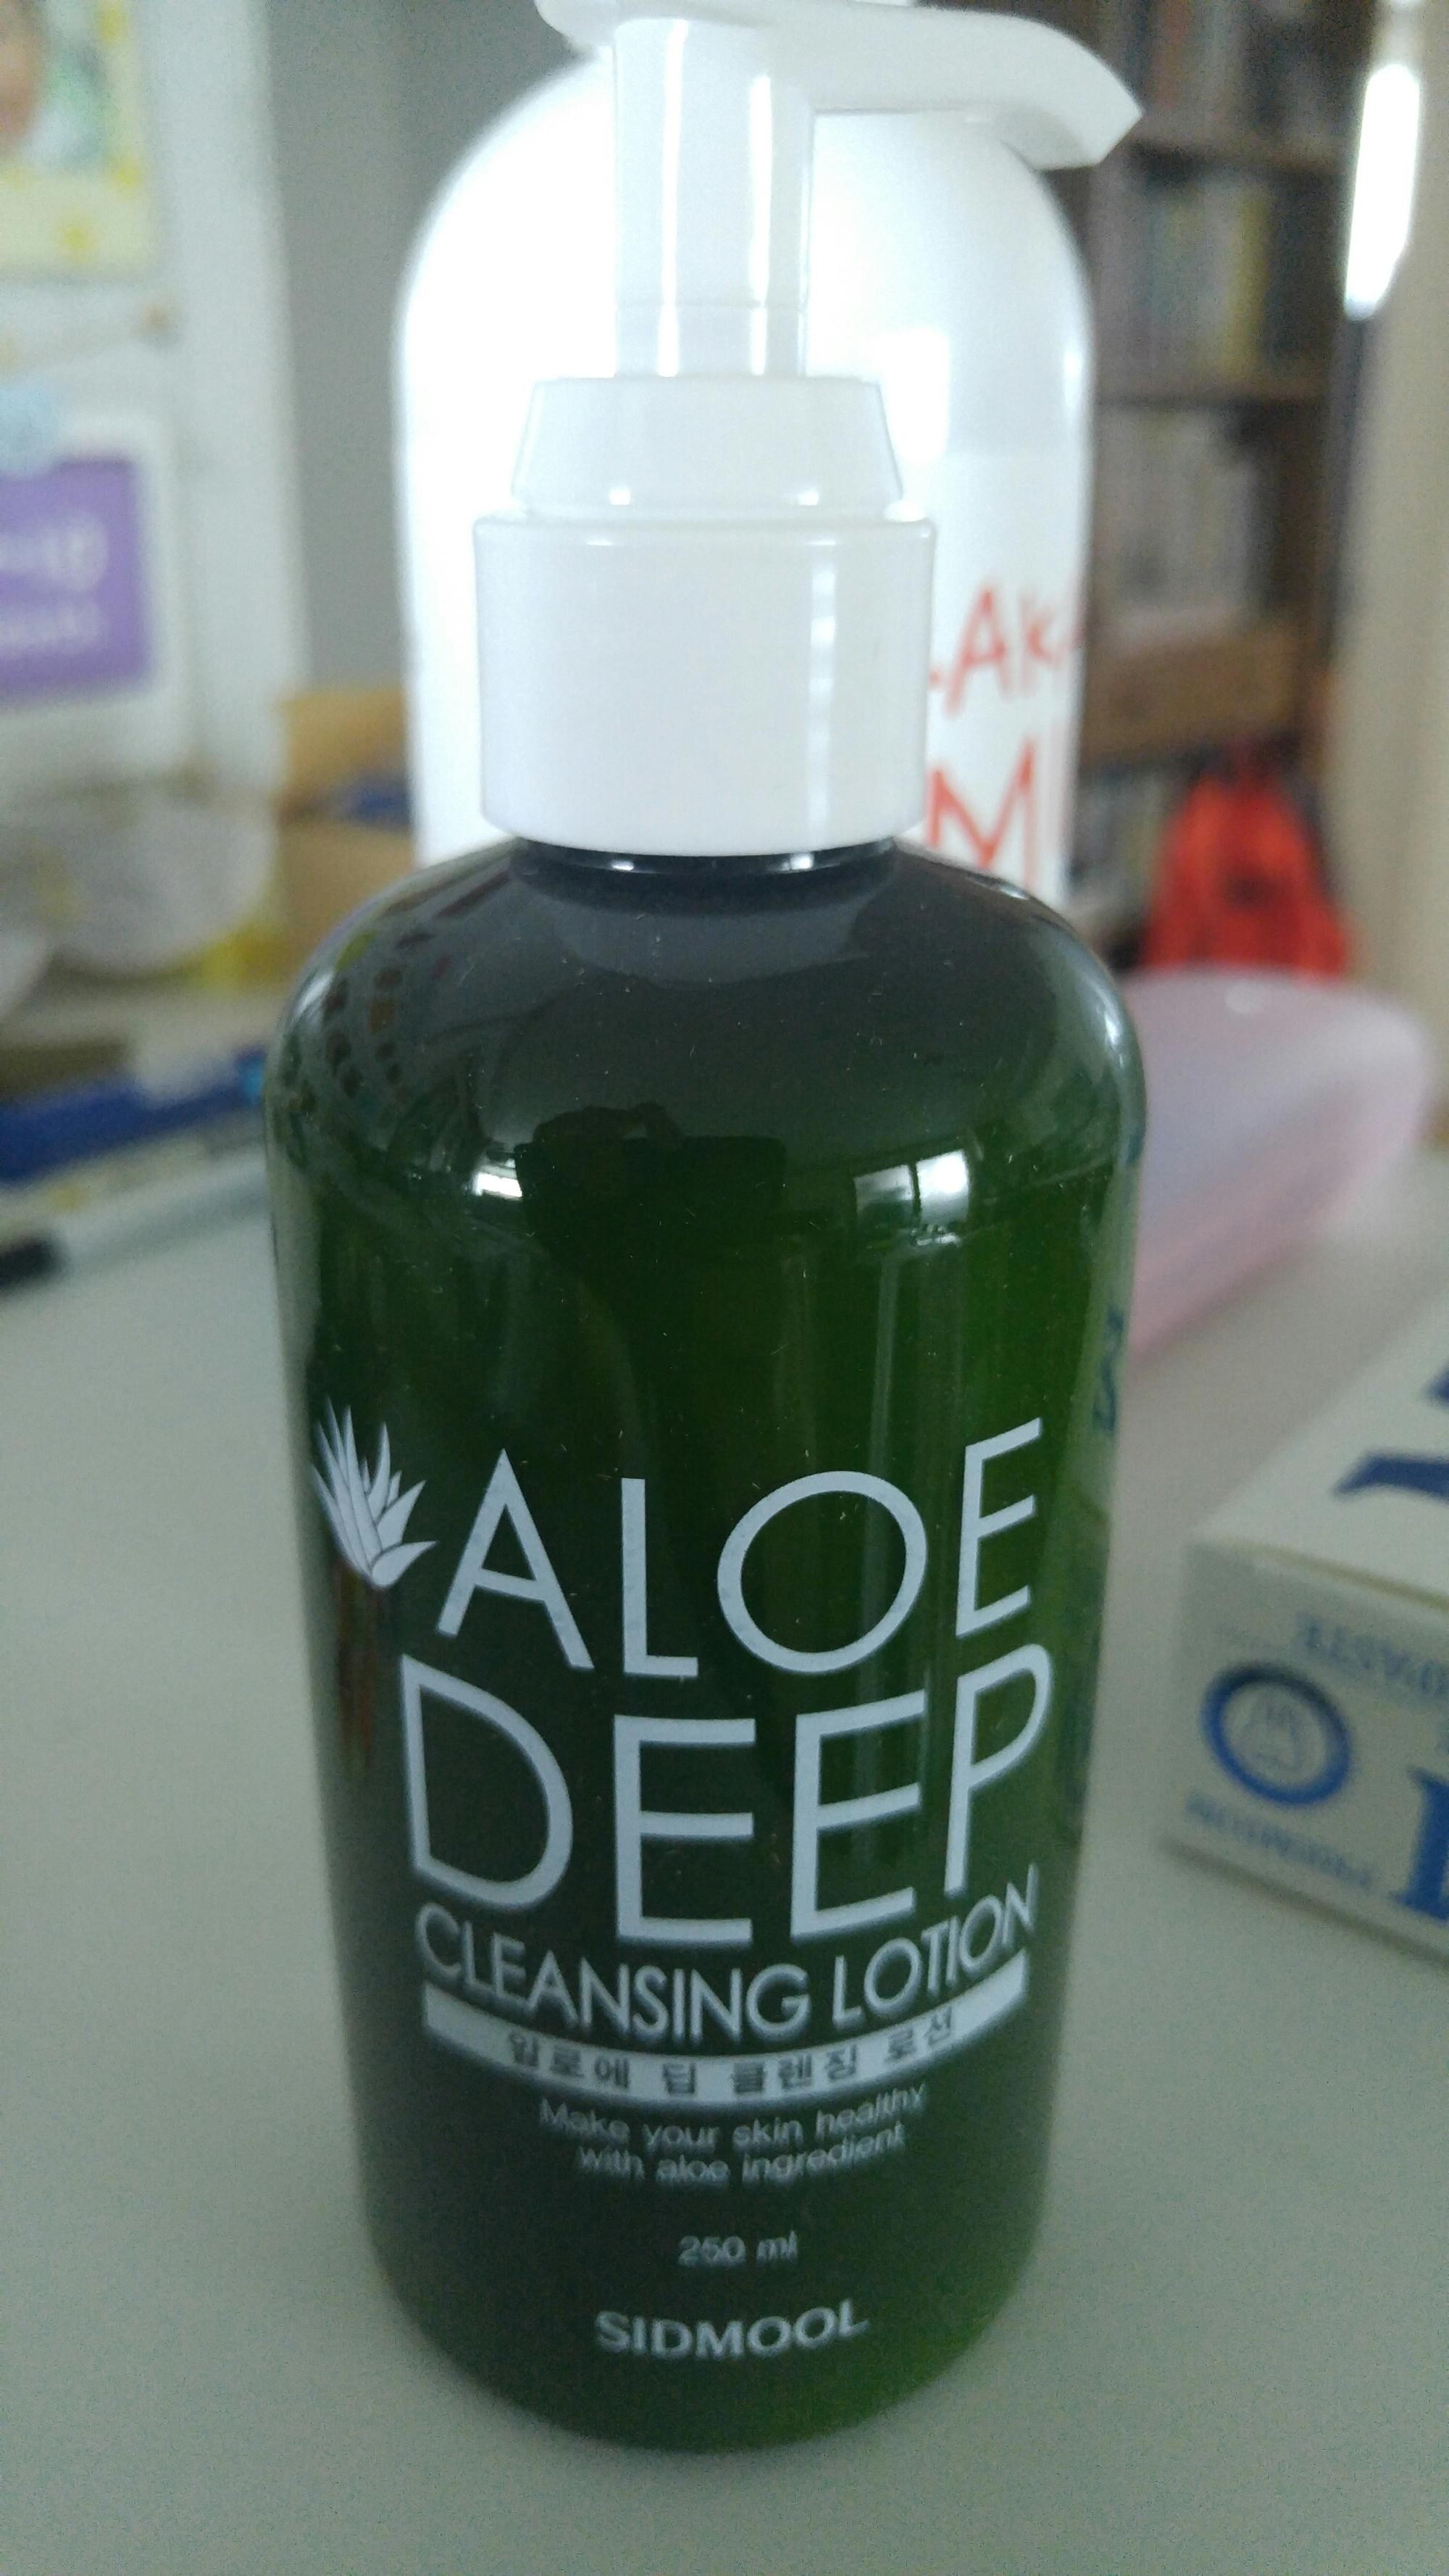 ALOE
DEEP
CLEANSING LOTION
알로에 딥 클렌징 로션
Make your skin healthy
with aloe ingredient
250 ml
SIDMOOL